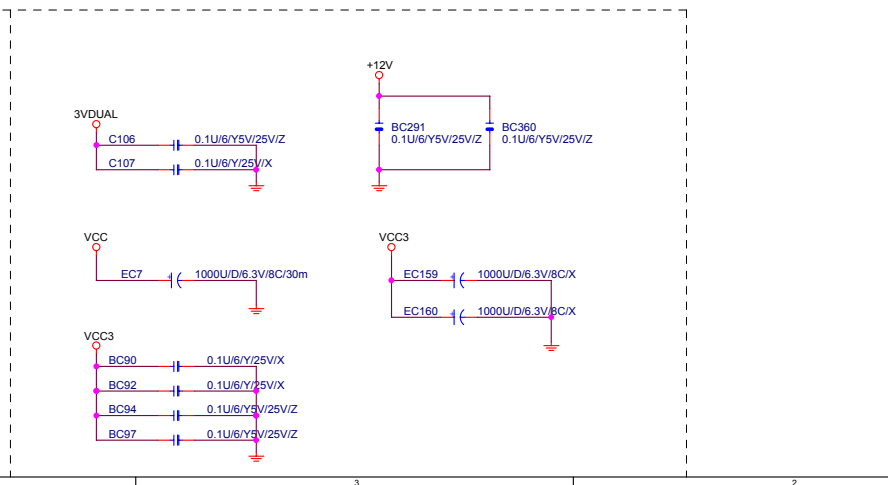 +12V
3VDUAL
C106 0.1U/6/Y5V/25V/Z
C107 0.1U/6/Y/25V/X
BC291
0.1U/6/Y5V/25V/Z
BC360
0.1U/6/Y5V/25V/Z
VCC
EC7 1000U/D/6.3V/8C/30m
VCC3
EC159 1000U/D/6.3V/8C/X
EC160 1000U/D/6.3V/8C/X
VCC3
BC90 0.1U/6/Y/25V/X
BC92 0.1U/6/Y/25V/X
BC94 0.1U/6/Y5V/25V/Z
BC97 0.1U/6/Y5V/25V/Z
3 2